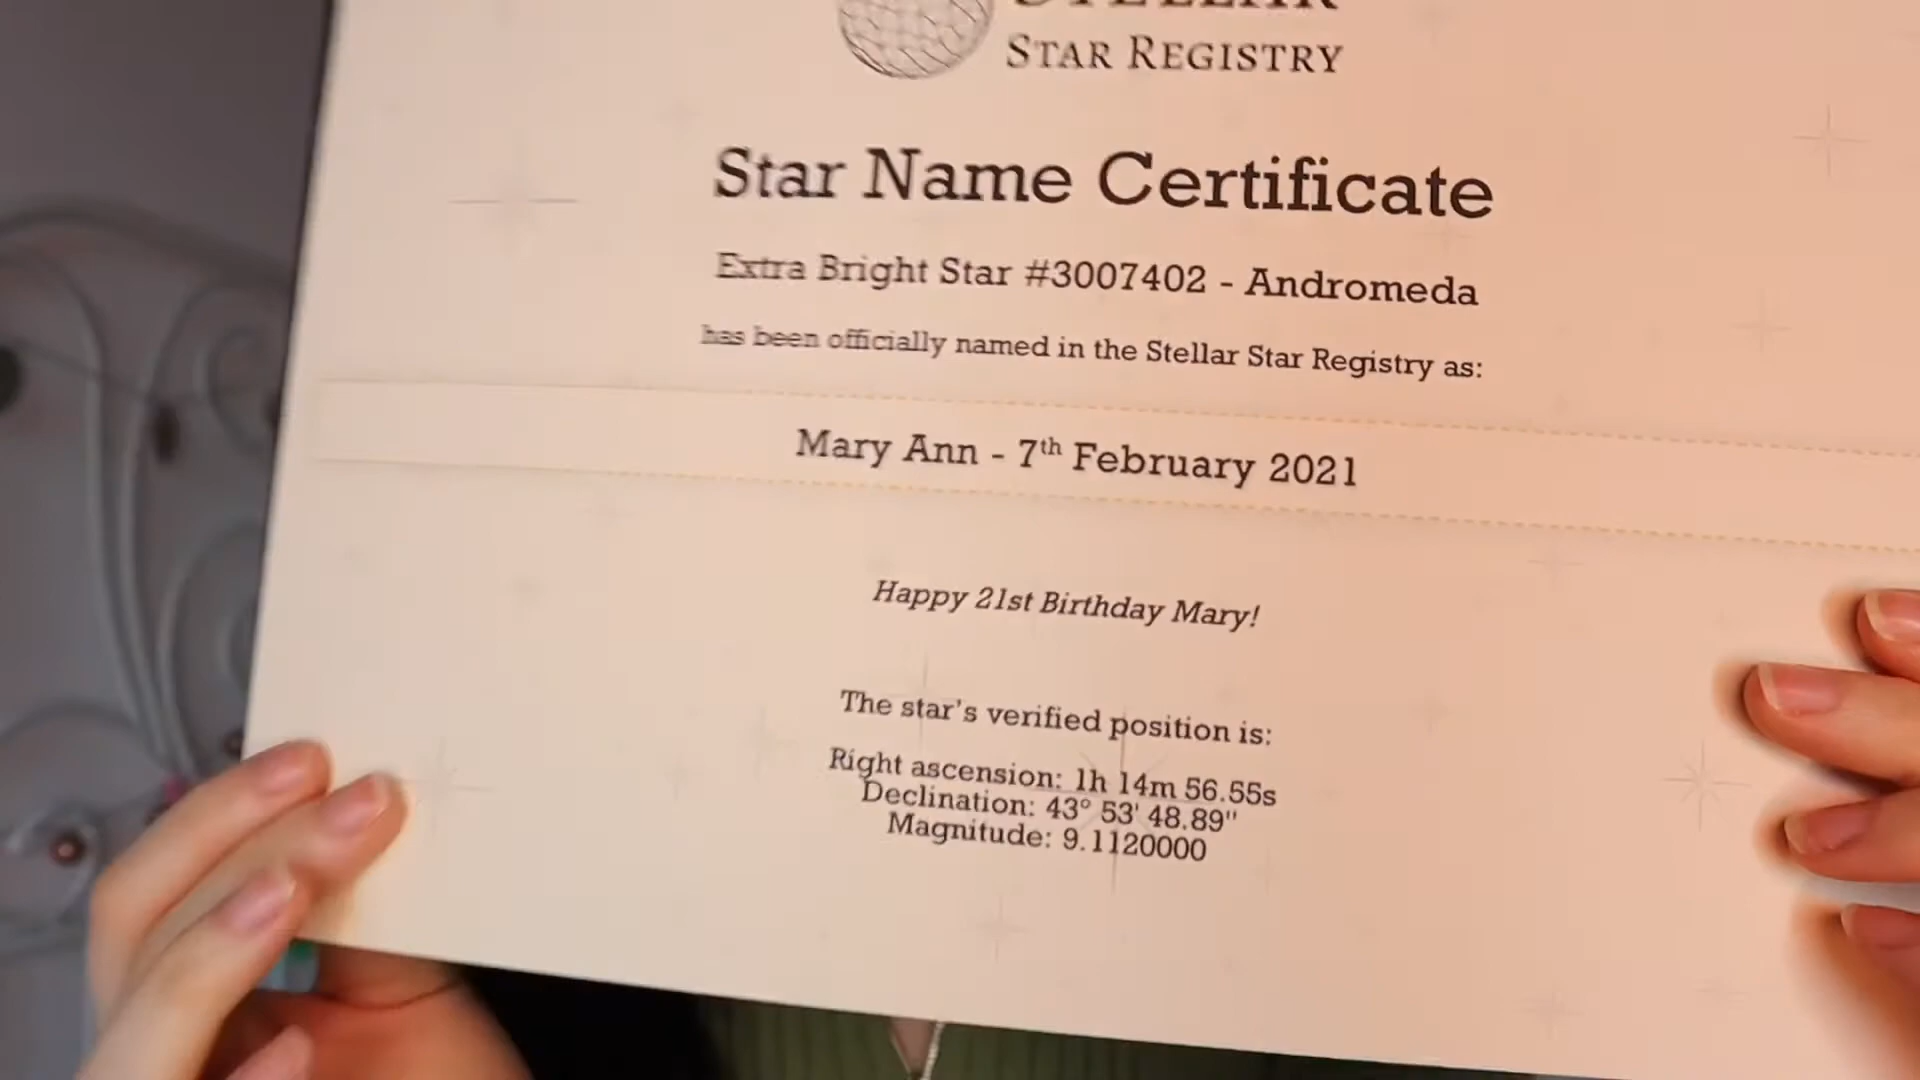 STELLAR
STAR REGISTRY
Star Name Certificate
Extra Bright Star #3007402 - Andromeda
has been officially named in the Stellar Star Registry as:
Mary Ann - 7th February 2021
Happy 21st Birthday Mary!
The star's verified position is:
Right ascension: 1h 14m 56.55s
Declination: 43° 53' 48.89"
Magnitude: 9.1120000